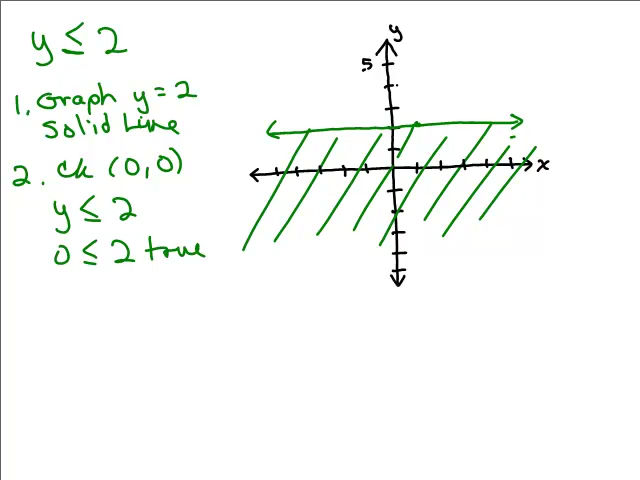 y ≤ 2
1. Graph y = 2
Solid Line
2. ck (0,0)
y ≤ 2
0 ≤ 2 true
y
5
x